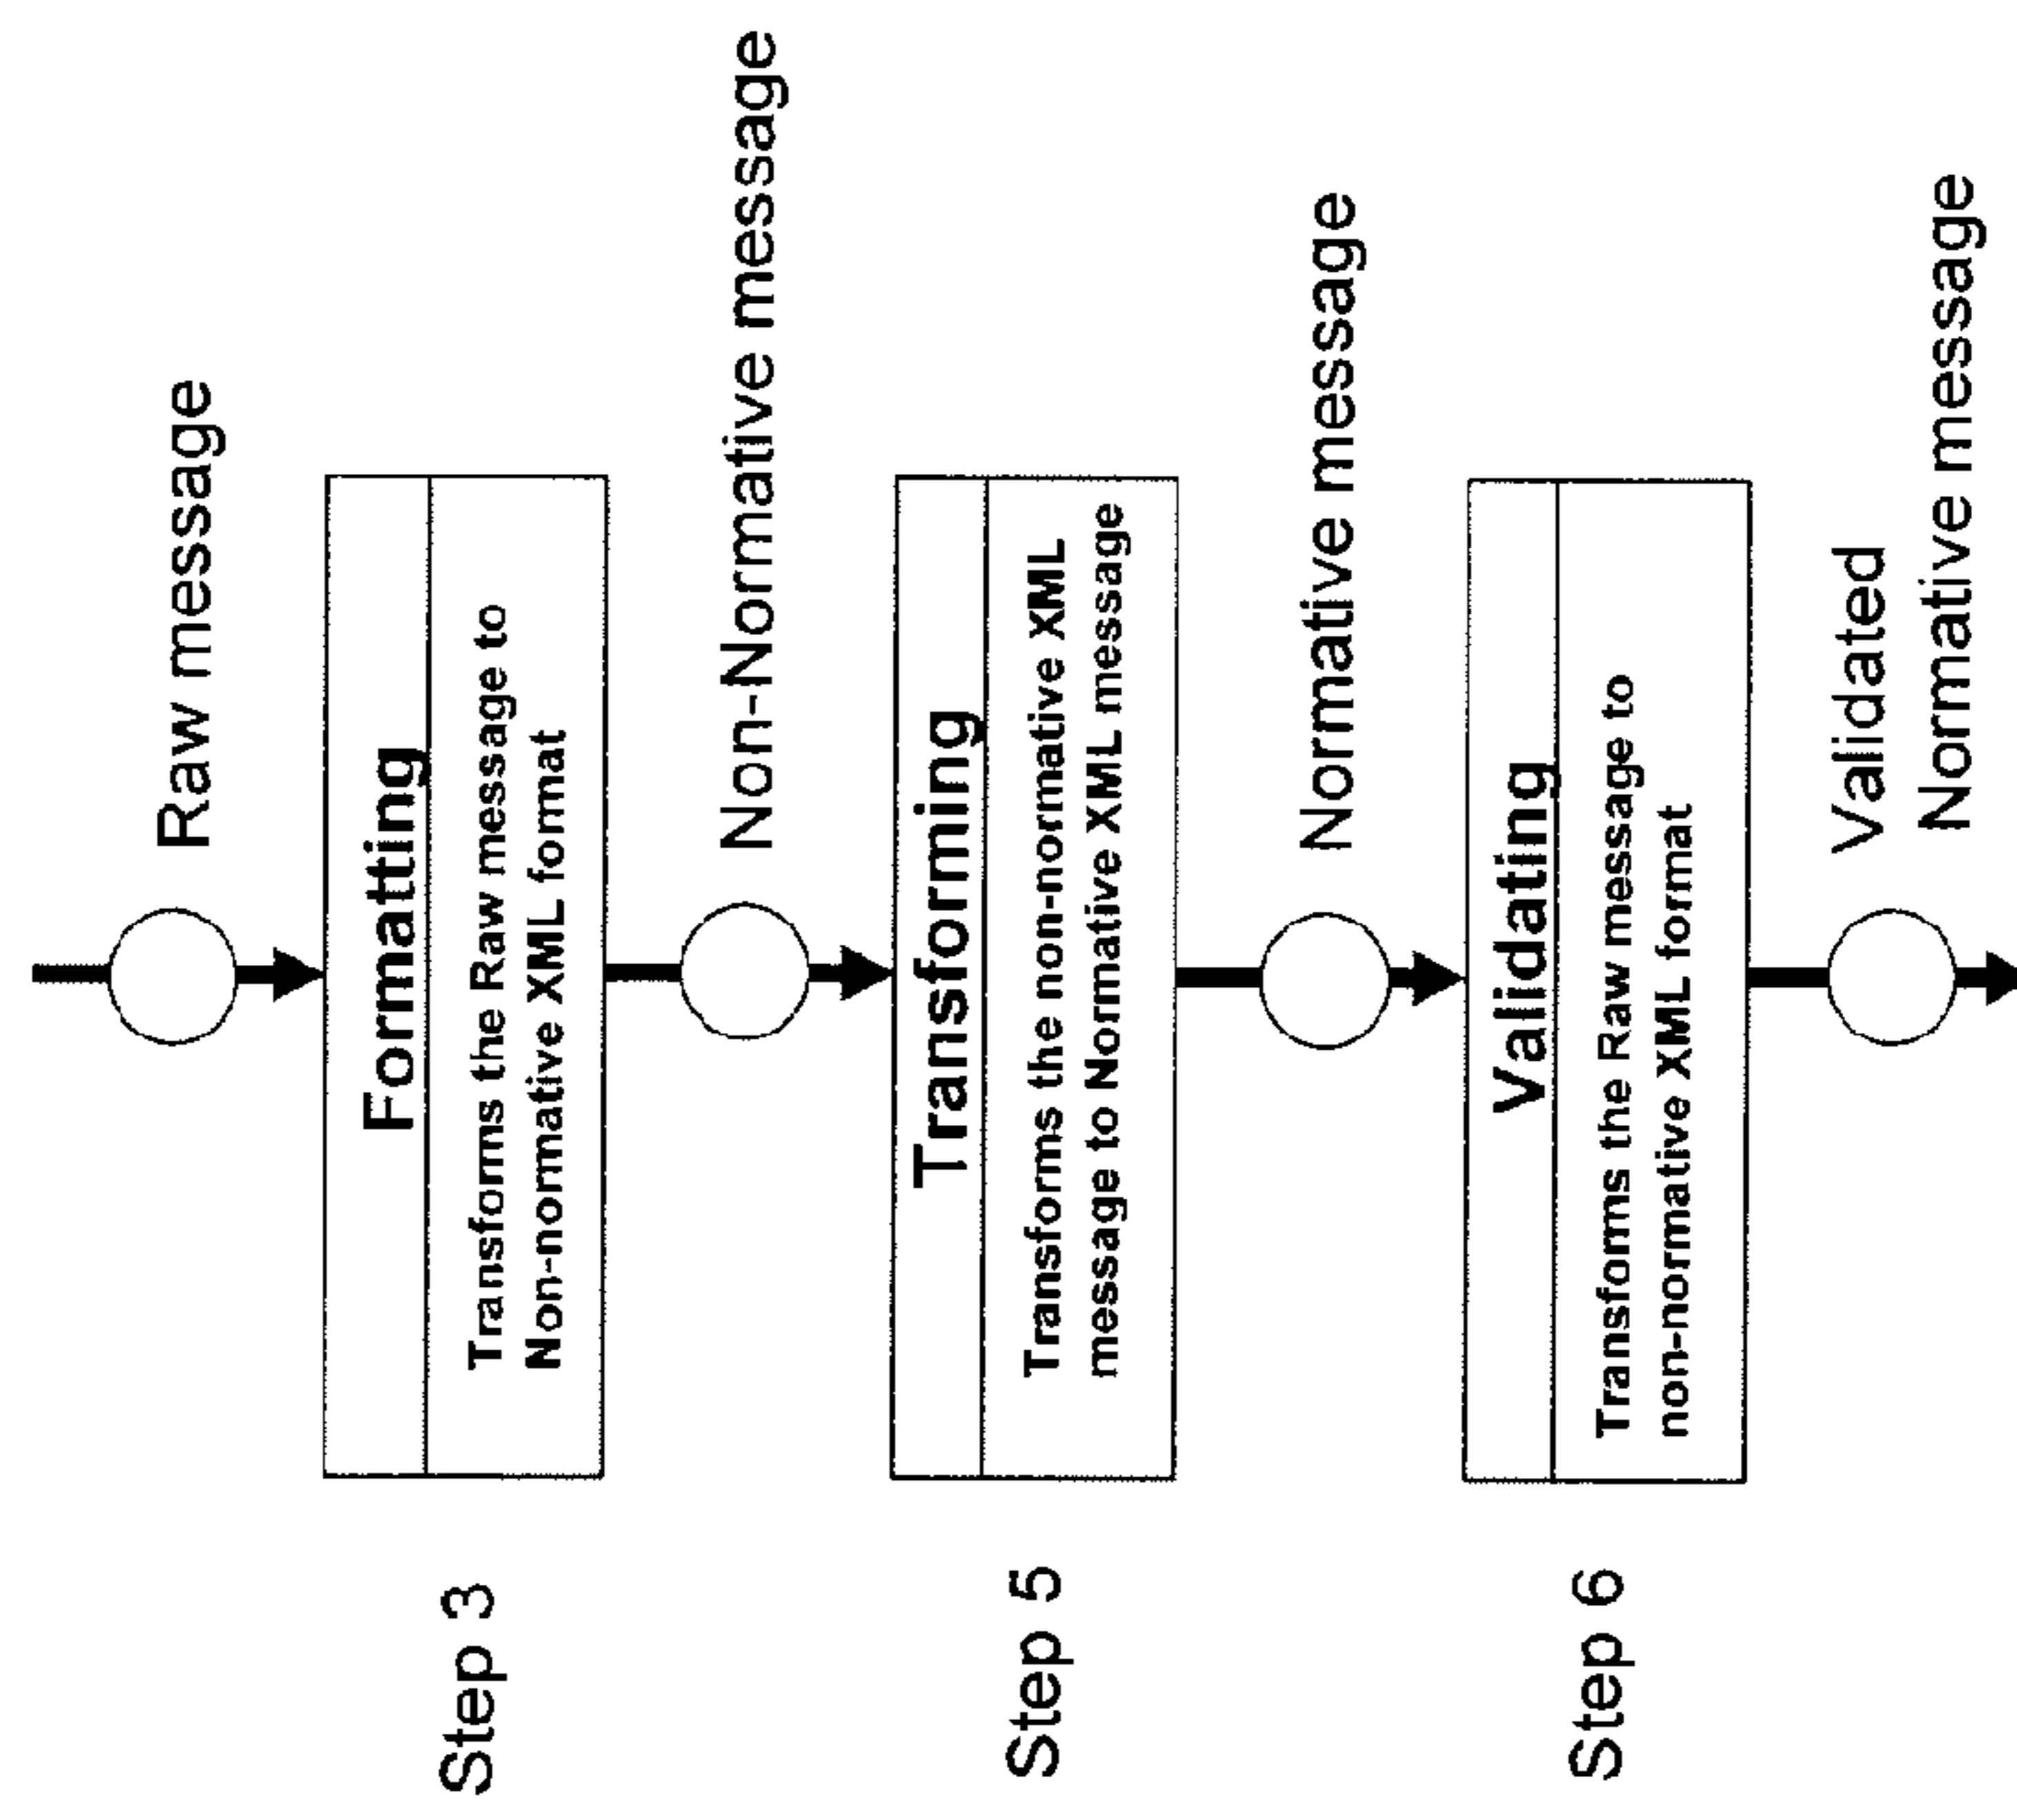 Raw message
Step 3
Formatting
Transforms the Raw message to
Non-normative XML format
Non-Normative message
Step 5
Transforming
Transforms the non-normative XML
message to Normative XML message
Normative message
Step 6
Validating
Transforms the Raw message to
non-normative XML format
Validated
Normative message